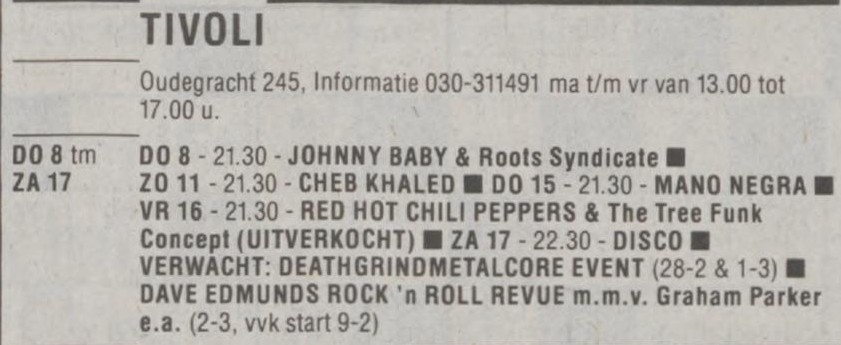 TIVOLI
Oudegracht 245, Informatie 030-311491 ma t/m vr van 13.00 tot
17.00 u.
DO 8 tm DO 8 - 21.30 - JOHNNY BABY & Roots Syndicate ■
ZA 17 ZO 11 - 21.30 - CHEB KHALED ■ DO 15 - 21.30 - MANO NEGRA ■
VR 16 - 21.30 - RED HOT CHILI PEPPERS & The Tree Funk
Concept (UITVERKOCHT) ■ ZA 17 - 22.30 - DISCO ■
VERWACHT: DEATHGRINDMETALCORE EVENT (28-2 & 1-3) ■
DAVE EDMUNDS ROCK 'n ROLL REVUE m.m.v. Graham Parker
e.a. (2-3, vvk start 9-2)